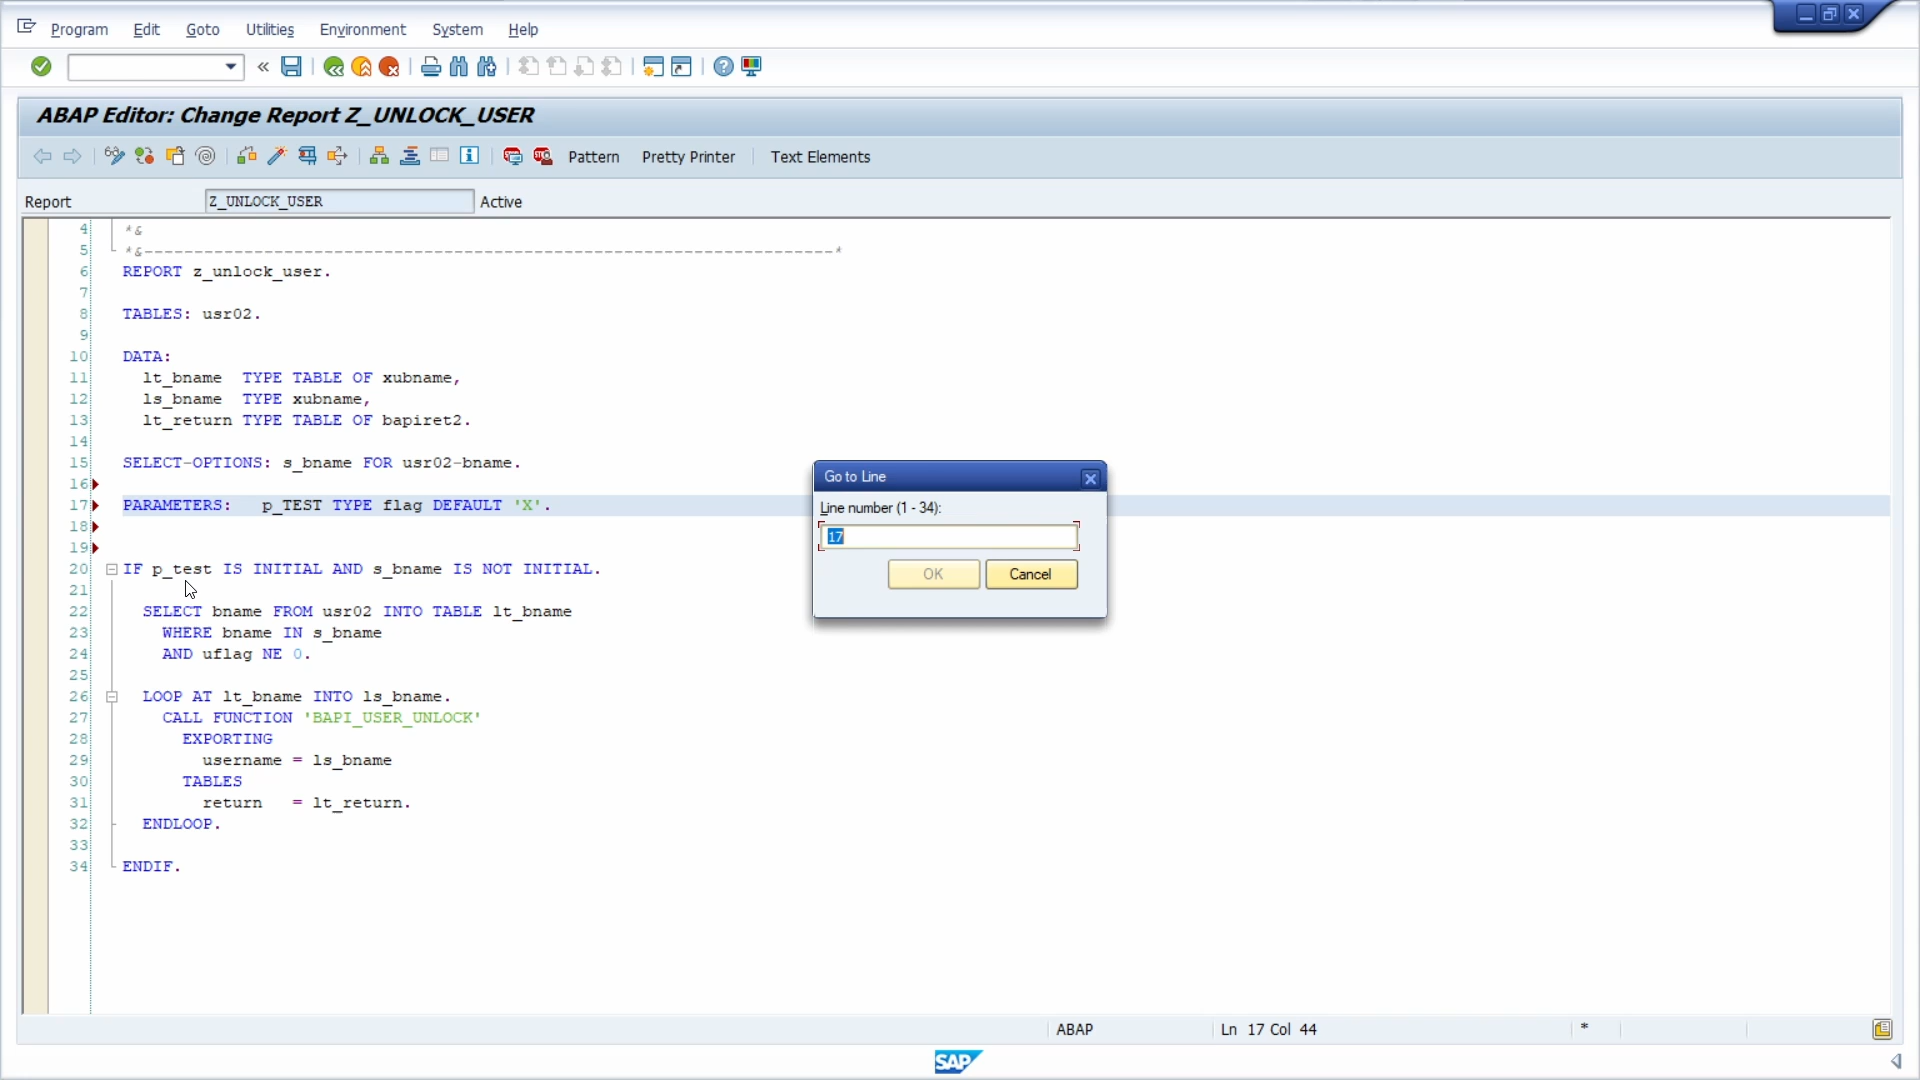 Program Edit Goto Utilities Environment System Help
ABAP Editor: Change Report Z_UNLOCK_USER
Pattern Pretty Printer Text Elements
Report Z_UNLOCK_USER Active
4 *&
5 *&---------------------------------------------------------------------*
6 REPORT z_unlock_user.
7
8 TABLES: usr02.
9
10 DATA:
11 lt_bname TYPE TABLE OF xubname,
12 ls_bname TYPE xubname,
13 lt_return TYPE TABLE OF bapiret2.
14
15 SELECT-OPTIONS: s_bname FOR usr02-bname.
16
17 PARAMETERS: p_TEST TYPE flag DEFAULT 'X'.
18
19
20 IF p_test IS INITIAL AND s_bname IS NOT INITIAL.
21
22 SELECT bname FROM usr02 INTO TABLE lt_bname
23 WHERE bname IN s_bname
24 AND uflag NE 0.
25
26 LOOP AT lt_bname INTO ls_bname.
27 CALL FUNCTION 'BAPI_USER_UNLOCK'
28 EXPORTING
29 username = ls_bname
30 TABLES
31 return = lt_return.
32 ENDLOOP.
33
34 ENDIF.
Go to Line
Line number (1 - 34):
17
OK Cancel
ABAP Ln 17 Col 44 *
SAP